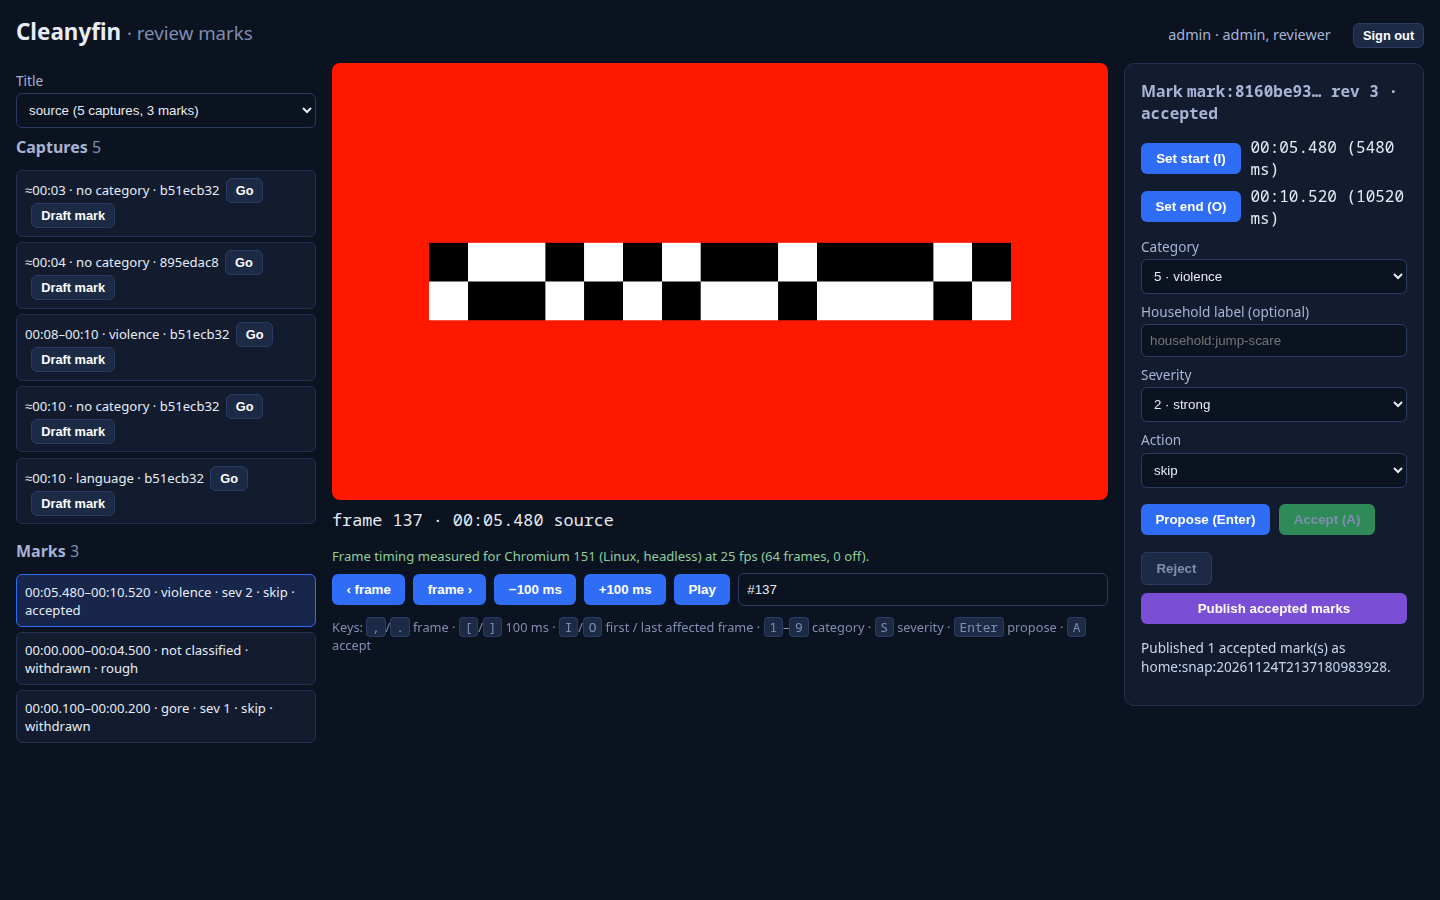 Cleanyfin · review marks
admin · admin, reviewer
Sign out
Title
source (5 captures, 3 marks)
Captures 5
≈00:03 · no category · b51ecb32 Go
Draft mark
≈00:04 · no category · 895edac8 Go
Draft mark
00:08–00:10 · violence · b51ecb32 Go
Draft mark
≈00:10 · no category · b51ecb32 Go
Draft mark
≈00:10 · language · b51ecb32 Go
Draft mark
Marks 3
00:05.480–00:10.520 · violence · sev 2 · skip ·
accepted
00:00.000–00:04.500 · not classified ·
withdrawn · rough
00:00.100–00:00.200 · gore · sev 1 · skip ·
withdrawn
frame 137 · 00:05.480 source
Frame timing measured for Chromium 151 (Linux, headless) at 25 fps (64 frames, 0 off).
‹ frame
frame ›
−100 ms
+100 ms
Play
#137
Keys: , / . frame · [ / ] 100 ms · I / O first / last affected frame · 1 – 9 category · S severity · Enter propose · A
accept
Mark mark:8160be93… rev 3 ·
accepted
Set start (I)
00:05.480 (5480
ms)
Set end (O)
00:10.520 (10520
ms)
Category
5 · violence
Household label (optional)
household:jump-scare
Severity
2 · strong
Action
skip
Propose (Enter)
Accept (A)
Reject
Publish accepted marks
Published 1 accepted mark(s) as
home:snap:20261124T2137180983928.